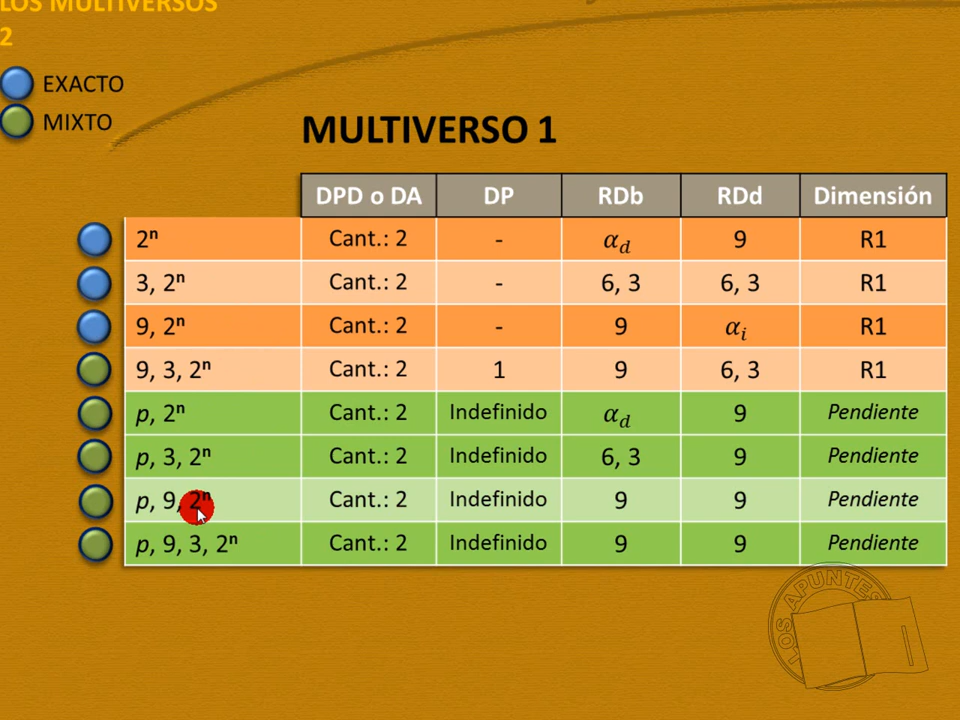 LOS MULTIVERSOS
2
EXACTO
MIXTO
MULTIVERSO 1
DPD o DA DP RDb RDd Dimensión
2ⁿ Cant.: 2 - α_d 9 R1
3, 2ⁿ Cant.: 2 - 6, 3 6, 3 R1
9, 2ⁿ Cant.: 2 - 9 α_i R1
9, 3, 2ⁿ Cant.: 2 1 9 6, 3 R1
p, 2ⁿ Cant.: 2 Indefinido α_d 9 Pendiente
p, 3, 2ⁿ Cant.: 2 Indefinido 6, 3 9 Pendiente
p, 9, 2ⁿ Cant.: 2 Indefinido 9 9 Pendiente
p, 9, 3, 2ⁿ Cant.: 2 Indefinido 9 9 Pendiente
LOS APUNTES